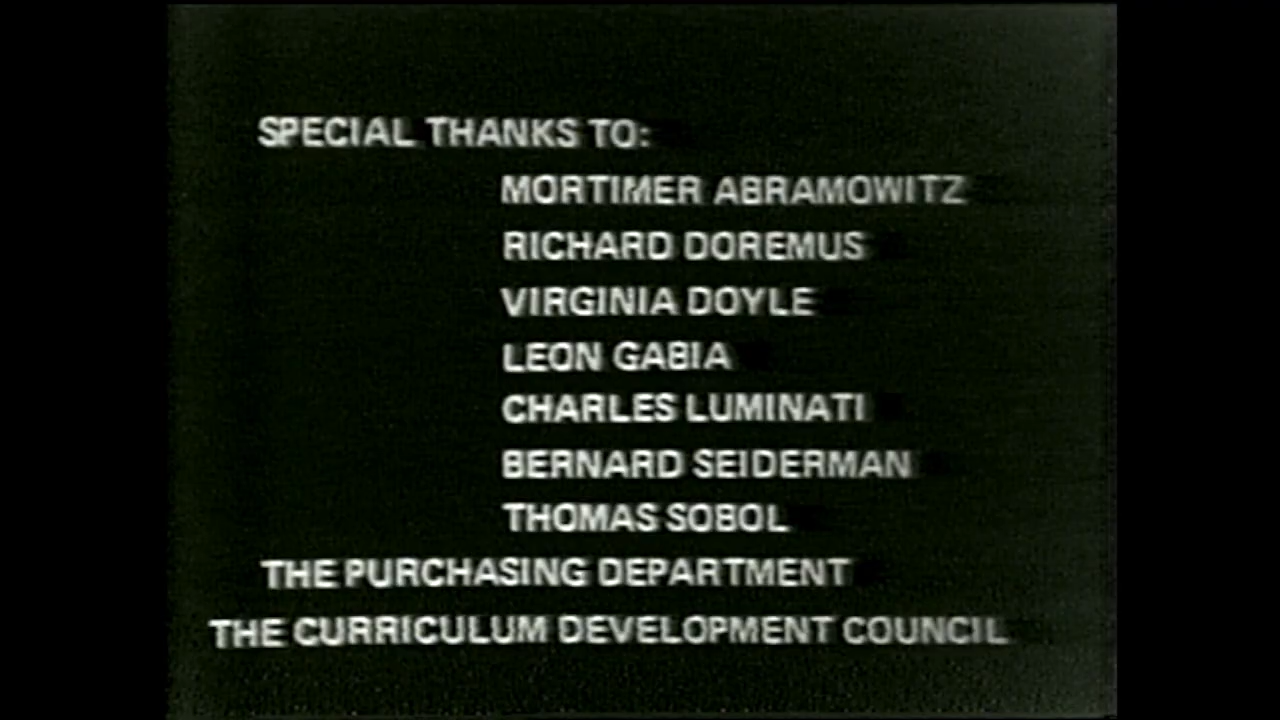 SPECIAL THANKS TO:
MORTIMER ABRAMOWITZ
RICHARD DOREMUS
VIRGINIA DOYLE
LEON GABIA
CHARLES LUMINATI
BERNARD SEIDERMAN
THOMAS SOBOL
THE PURCHASING DEPARTMENT
THE CURRICULUM DEVELOPMENT COUNCIL